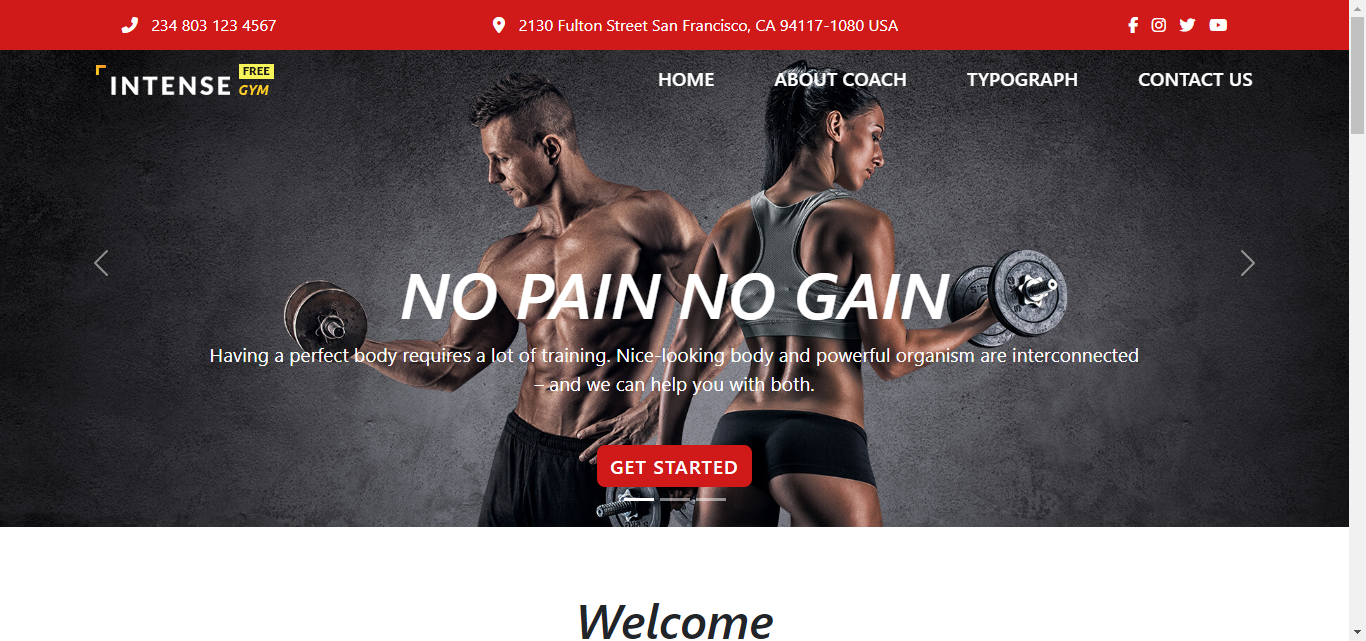 234 803 123 4567
2130 Fulton Street San Francisco, CA 94117-1080 USA
INTENSE FREE GYM
HOME ABOUT COACH TYPOGRAPH CONTACT US
NO PAIN NO GAIN
Having a perfect body requires a lot of training. Nice-looking body and powerful organism are interconnected
– and we can help you with both.
GET STARTED
Welcome